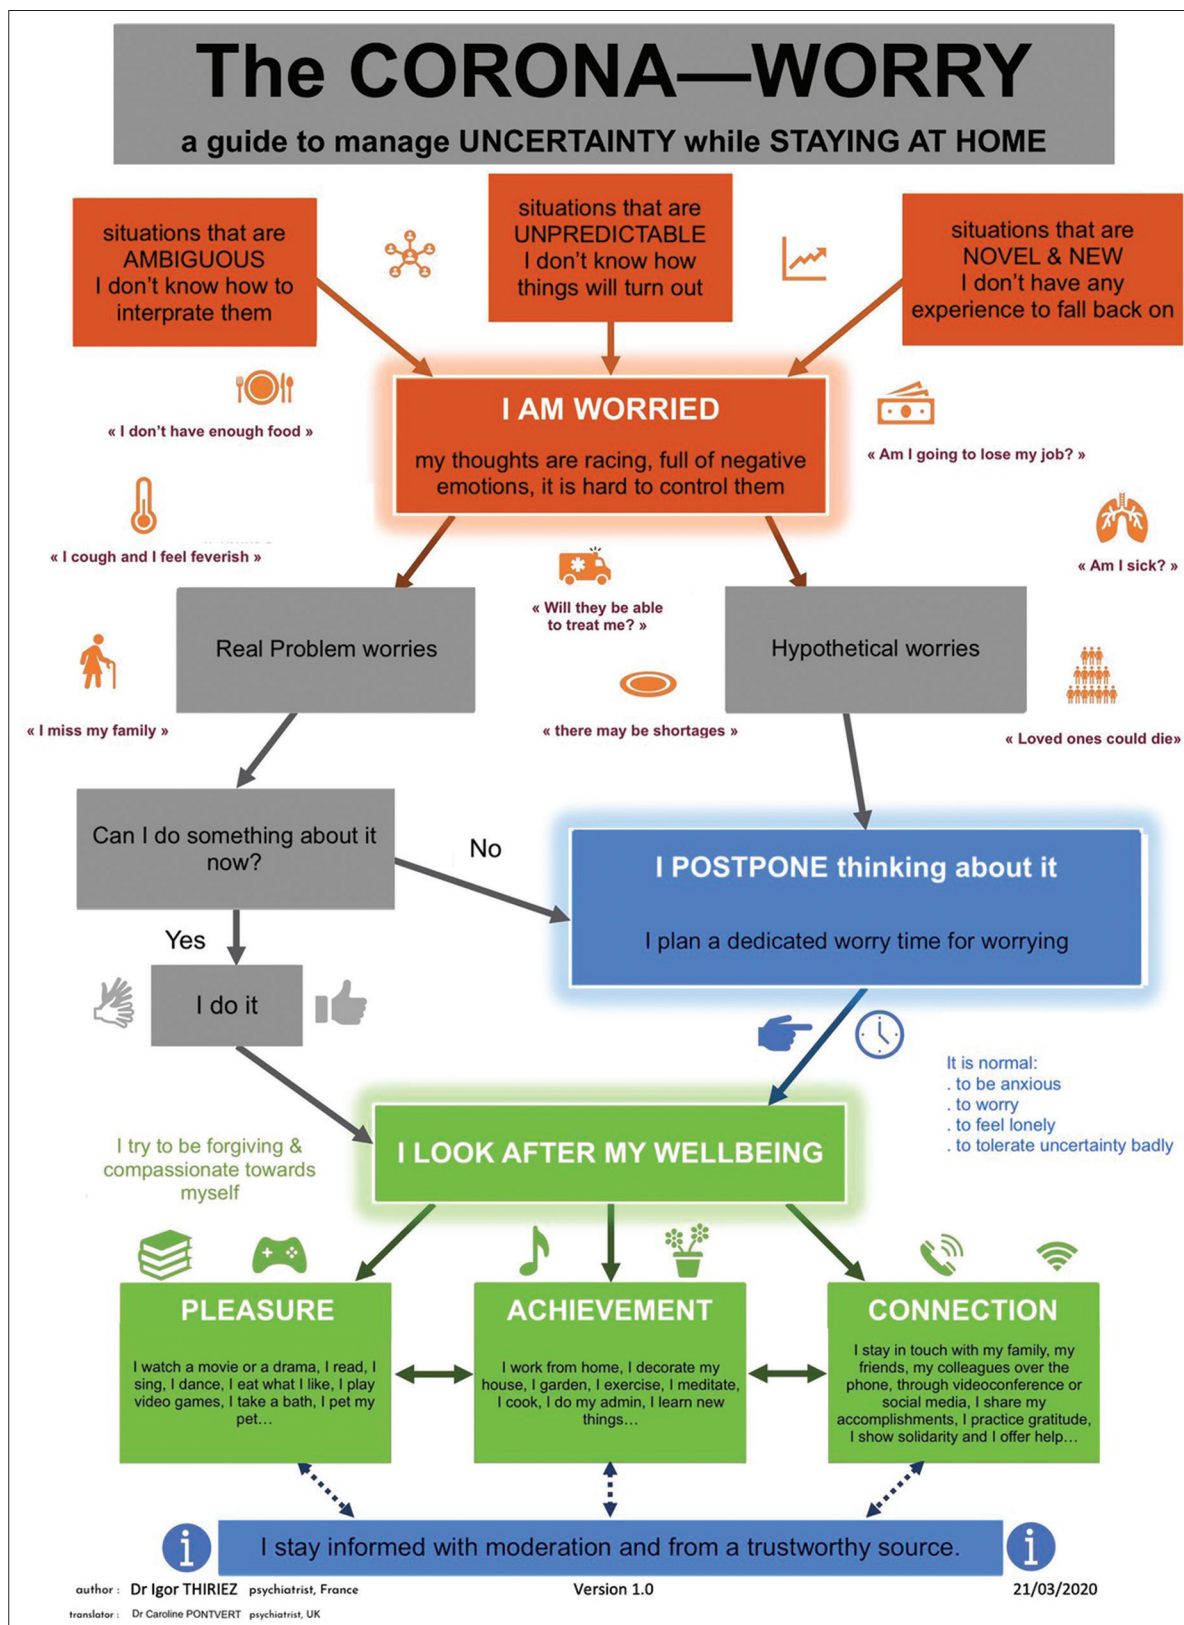 The CORONA—WORRY
a guide to manage UNCERTAINTY while STAYING AT HOME
situations that are
AMBIGUOUS
I don't know how to
interprate them
situations that are
UNPREDICTABLE
I don't know how
things will turn out
situations that are
NOVEL & NEW
I don't have any
experience to fall back on
« I don't have enough food »
I AM WORRIED
my thoughts are racing, full of negative
emotions, it is hard to control them
« Am I going to lose my job? »
« I cough and I feel feverish »
« Am I sick? »
« Will they be able
to treat me? »
Real Problem worries
Hypothetical worries
« I miss my family »
« there may be shortages »
« Loved ones could die»
Can I do something about it
now?
No
I POSTPONE thinking about it
I plan a dedicated worry time for worrying
Yes
I do it
It is normal:
. to be anxious
. to worry
. to feel lonely
. to tolerate uncertainty badly
I try to be forgiving &
compassionate towards
myself
I LOOK AFTER MY WELLBEING
PLEASURE
I watch a movie or a drama, I read, I
sing, I dance, I eat what I like, I play
video games, I take a bath, I pet my
pet...
ACHIEVEMENT
I work from home, I decorate my
house, I garden, I exercise, I meditate,
I cook, I do my admin, I learn new
things...
CONNECTION
I stay in touch with my family, my
friends, my colleagues over the
phone, through videoconference or
social media, I share my
accomplishments, I practice gratitude,
I show solidarity and I offer help...
i
I stay informed with moderation and from a trustworthy source.
i
author : Dr Igor THIRIEZ psychiatrist, France
Version 1.0
21/03/2020
translator : Dr Caroline PONTVERT psychiatrist, UK